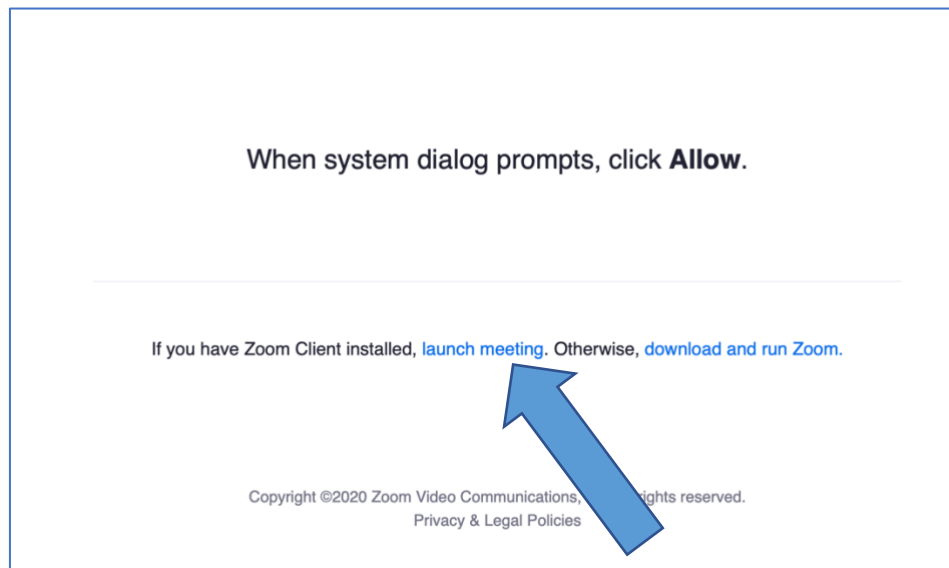 When system dialog prompts, click Allow.
If you have Zoom Client installed, launch meeting. Otherwise, download and run Zoom.
Copyright ©2020 Zoom Video Communications, rights reserved.
Privacy & Legal Policies